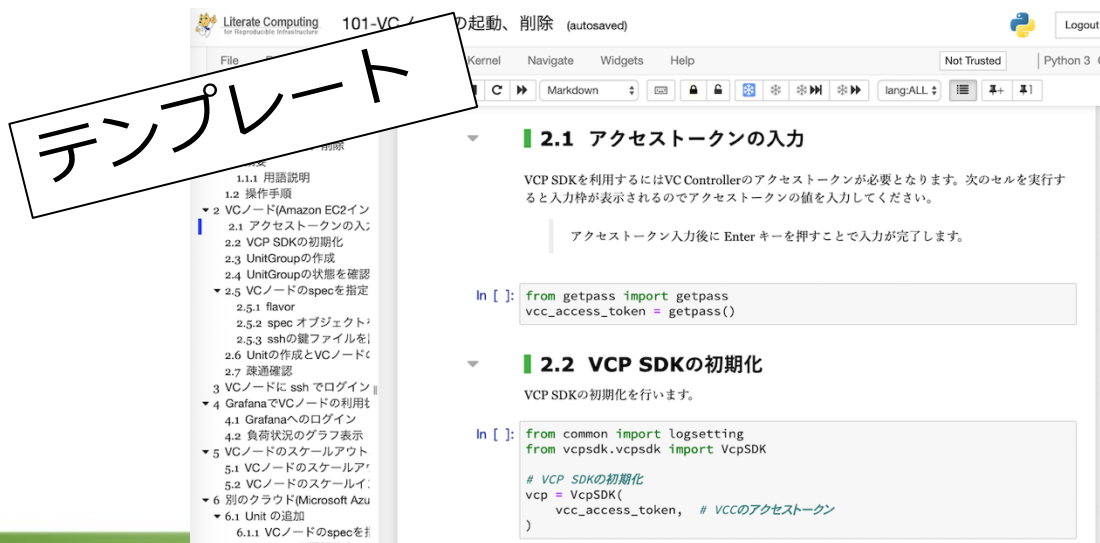 Literate Computing
for Reproducible Infrastructure
101-VCノ
の起動、削除 (autosaved)
Logout
File
Kernel
Navigate
Widgets
Help
Not Trusted
Python 3
テンプレート
Markdown
lang:ALL
削除
1.1.1 用語説明
1.2 操作手順
2 VCノード(Amazon EC2イン
2.1 アクセストークンの入
2.2 VCP SDKの初期化
2.3 UnitGroupの作成
2.4 UnitGroupの状態を確認
2.5 VCノードのspecを指定
2.5.1 flavor
2.5.2 spec オブジェクト
2.5.3 sshの鍵ファイルを
2.6 Unitの作成とVCノード
2.7 疎通確認
3 VCノードに ssh でログイン
4 GrafanaでVCノードの利用状
4.1 Grafanaへのログイン
4.2 負荷状況のグラフ表示
5 VCノードのスケールアウト
5.1 VCノードのスケールア
5.2 VCノードのスケールイ
6 別のクラウド(Microsoft Azu
6.1 Unit の追加
6.1.1 VCノードのspecを
2.1 アクセストークンの入力
VCP SDKを利用するにはVC Controllerのアクセストークンが必要となります。次のセルを実行す
ると入力枠が表示されるのでアクセストークンの値を入力してください。
アクセストークン入力後に Enter キーを押すことで入力が完了します。
In [ ]: from getpass import getpass
vcc_access_token = getpass()
2.2 VCP SDKの初期化
VCP SDKの初期化を行います。
In [ ]: from common import logsetting
from vcpsdk.vcpsdk import VcpSDK
# VCP SDKの初期化
vcp = VcpSDK(
vcc_access_token, # VCCのアクセストークン
)